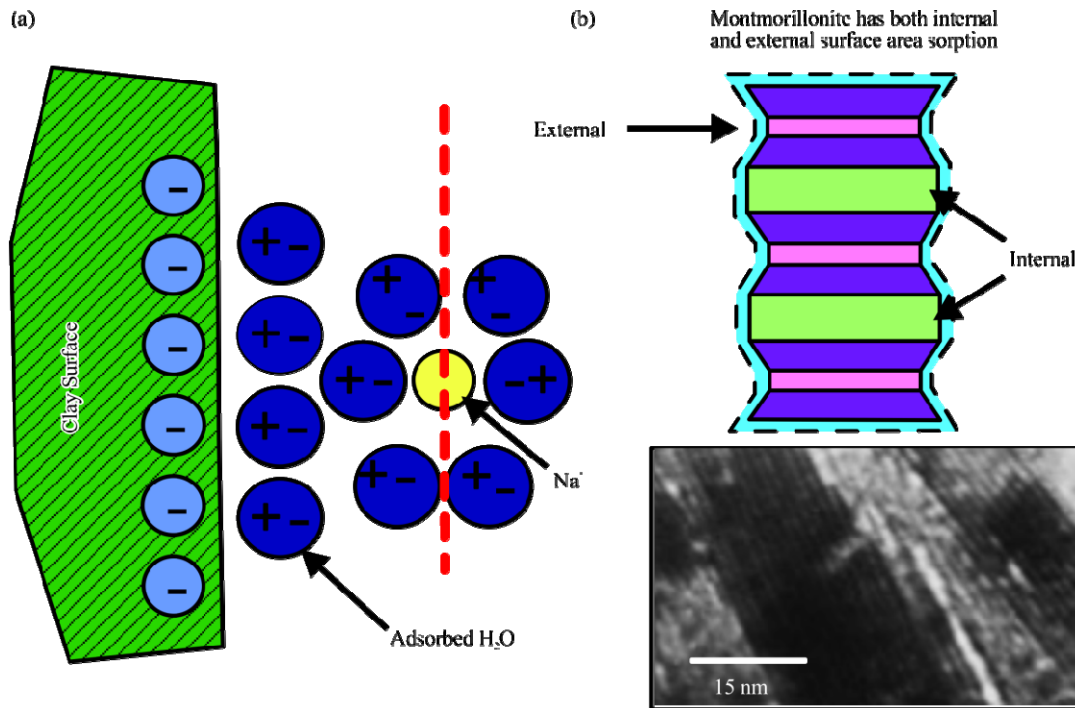 (a)
(b)
Montmorillonite has both internal
and external surface area sorption
External
Internal
Clay Surface
- - - - - -
+ - + - + - + -
+ - + - + - - + + - + -
Na+
Adsorbed H2O
15 nm